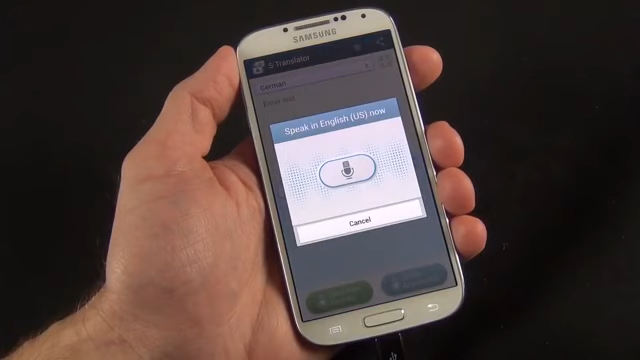 SAMSUNG
S Translator
German
Enter text
Speak in English (US) now
Cancel